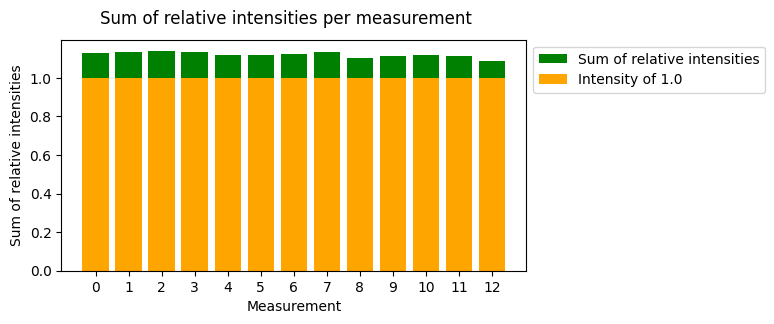 Sum of relative intensities per measurement
Sum of relative intensities
1.0
0.8
0.6
0.4
0.2
0.0
0 1 2 3 4 5 6 7 8 9 10 11 12
Measurement
Sum of relative intensities
Intensity of 1.0